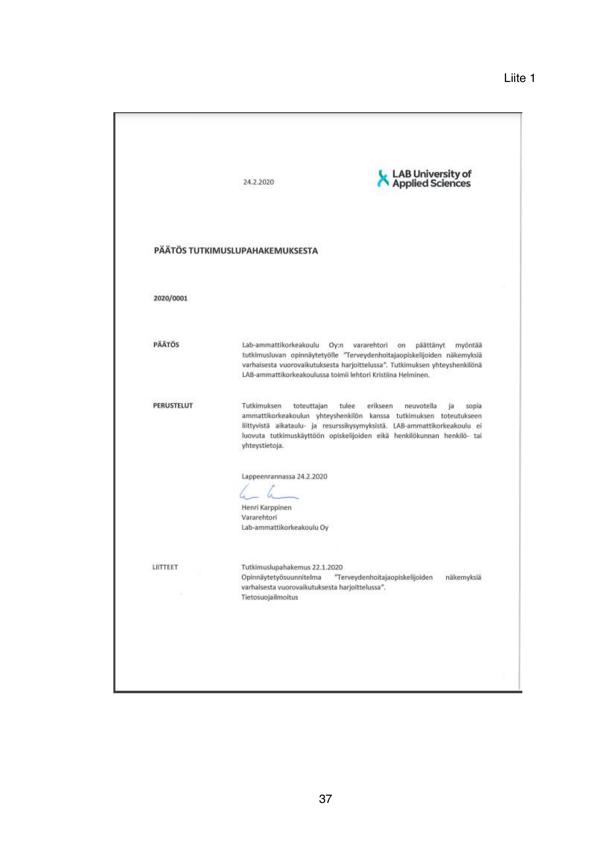 Liite 1
LAB University of
Applied Sciences
24.2.2020
PÄÄTÖS TUTKIMUSLUPAHAKEMUKSESTA
2020/0001
PÄÄTÖS
Lab-ammattikorkeakoulu Oy:n vararehtori on päättänyt myöntää
tutkimusluvan opinnäytetyölle "Terveydenhoitajaopiskelijoiden näkemyksiä
varhaisesta vuorovaikutuksesta harjoittelussa". Tutkimuksen yhteyshenkilönä
LAB-ammattikorkeakoulussa toimii lehtori Kristiina Helminen.
PERUSTELUT
Tutkimuksen toteuttajan tulee erikseen neuvotella ja sopia
ammattikorkeakoulun yhteyshenkilön kanssa tutkimuksen toteutukseen
liittyvistä aikataulu- ja resurssikysymyksistä. LAB-ammattikorkeakoulu ei
luovuta tutkimuskäyttöön opiskelijoiden eikä henkilökunnan henkilö- tai
yhteystietoja.
Lappeenrannassa 24.2.2020
Henri Karppinen
Vararehtori
Lab-ammattikorkeakoulu Oy
LIITTEET
Tutkimuslupahakemus 22.1.2020
Opinnäytetyösuunnitelma "Terveydenhoitajaopiskelijoiden näkemyksiä
varhaisesta vuorovaikutuksesta harjoittelussa".
Tietosuojailmoitus
37